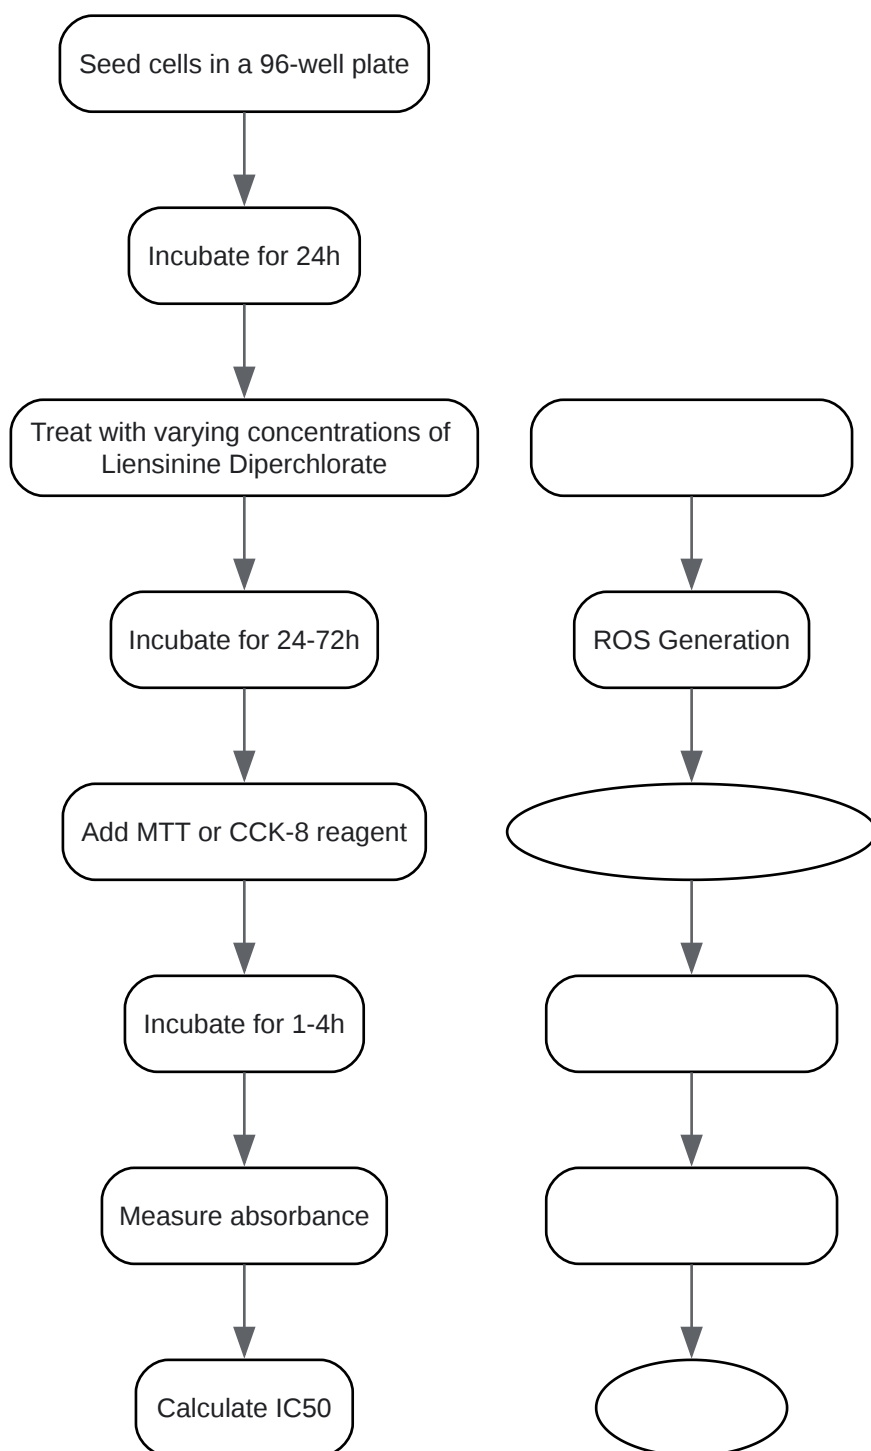 Seed cells in a 96-well plate
Incubate for 24h
Treat with varying concentrations of
Liensinine Diperchlorate
Incubate for 24-72h
Add MTT or CCK-8 reagent
Incubate for 1-4h
Measure absorbance
Calculate IC50
ROS Generation